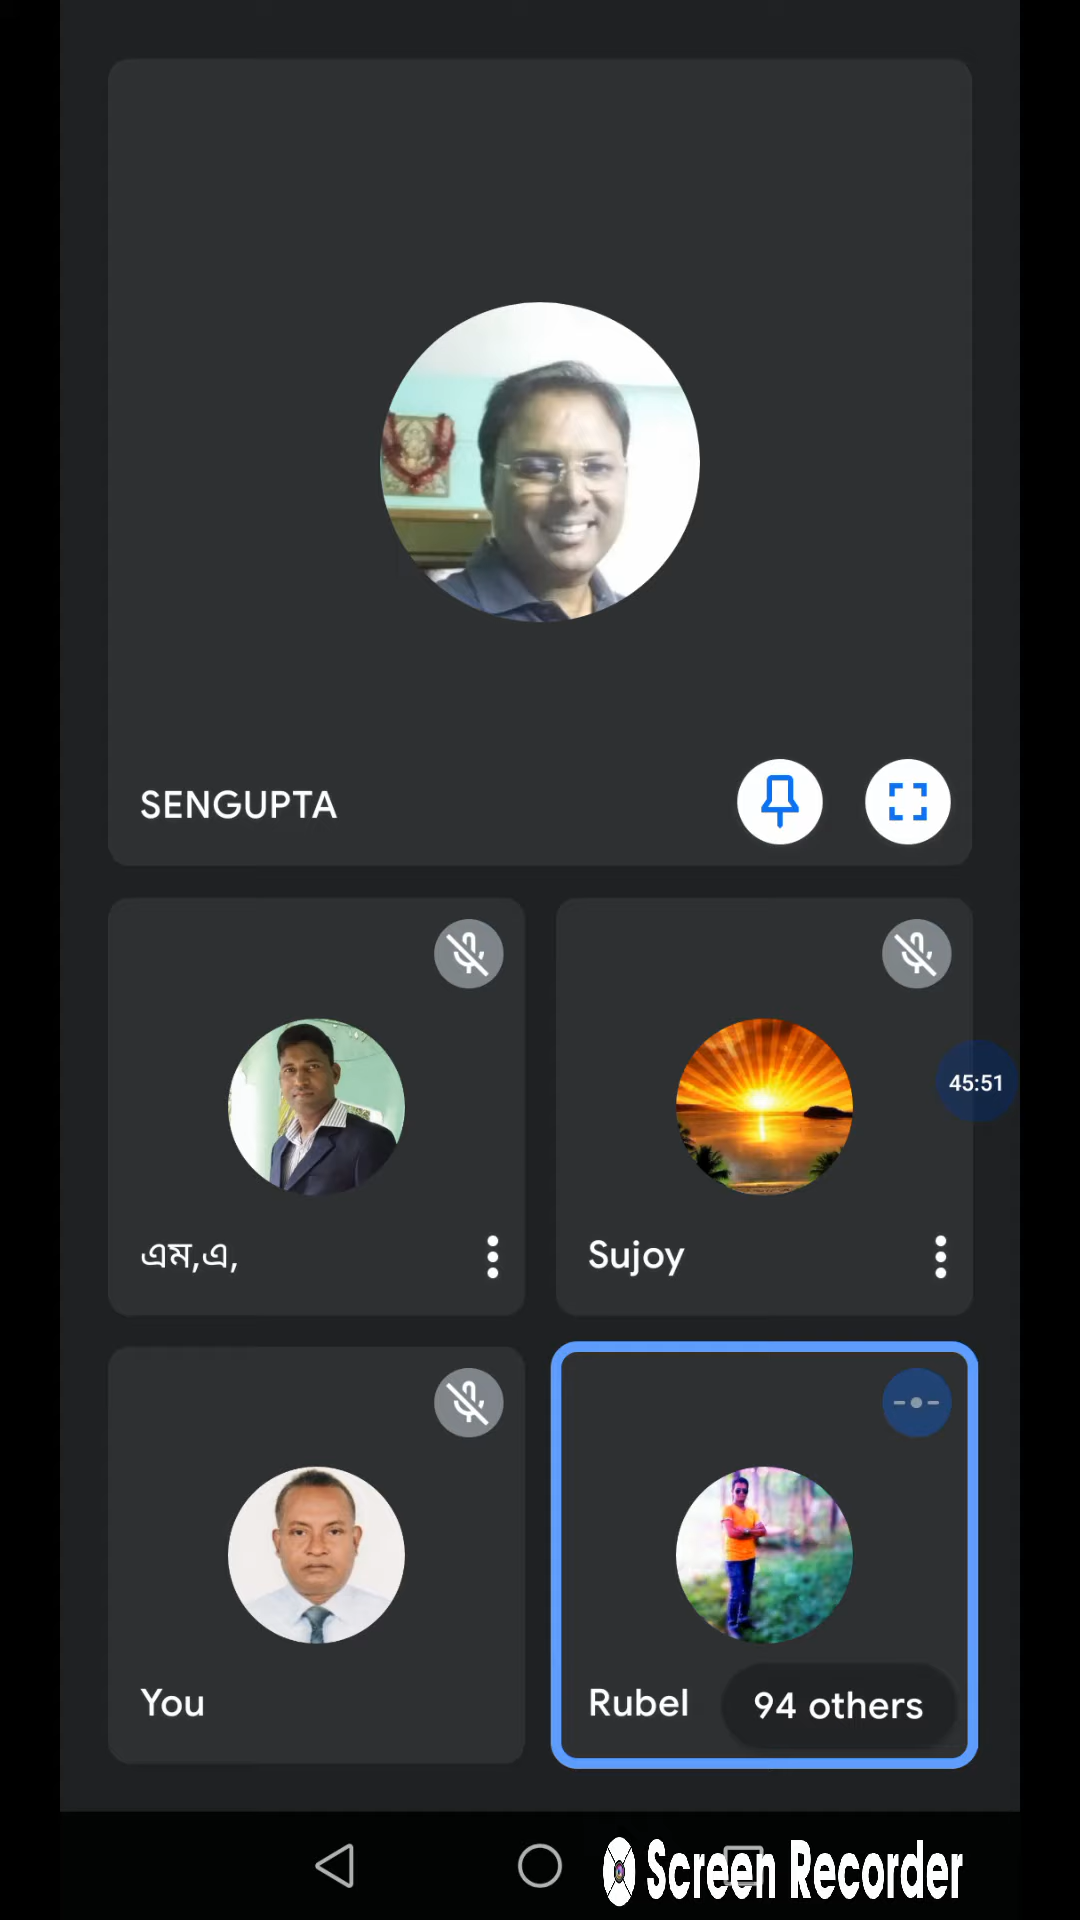 SENGUPTA
এম,এ,
Sujoy
45:51
You
Rubel
94 others
Screen Recorder